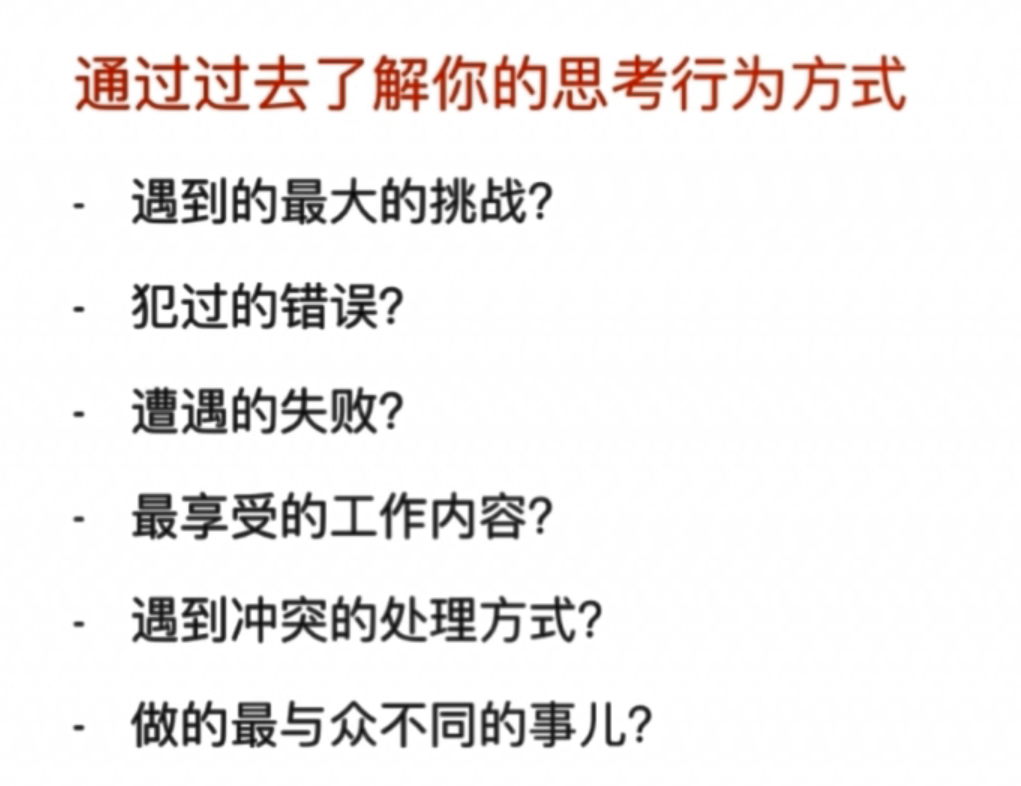 通过过去了解你的思考行为方式
- 遇到的最大的挑战?
- 犯过的错误?
- 遭遇的失败?
- 最享受的工作内容?
- 遇到冲突的处理方式?
- 做的最与众不同的事儿?